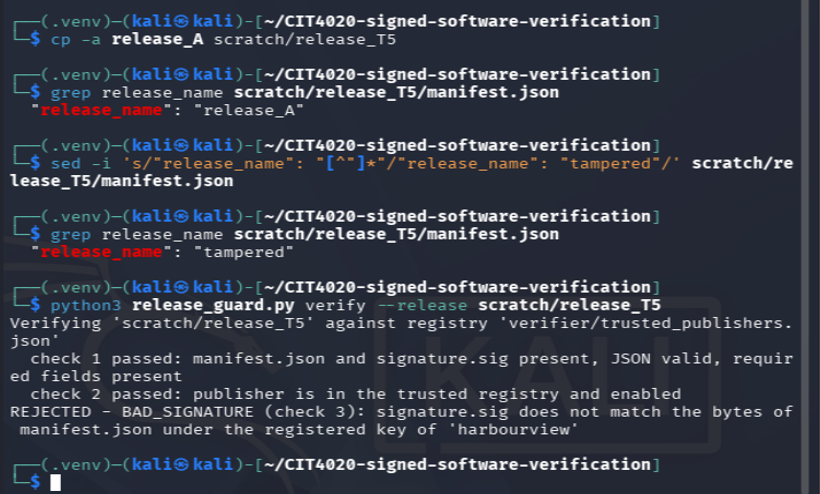 ┌──(.venv)─(kali㉿kali)-[~/CIT4020-signed-software-verification]
└─$ cp -a release_A scratch/release_T5
┌──(.venv)─(kali㉿kali)-[~/CIT4020-signed-software-verification]
└─$ grep release_name scratch/release_T5/manifest.json
  "release_name": "release_A"
┌──(.venv)─(kali㉿kali)-[~/CIT4020-signed-software-verification]
└─$ sed -i 's/"release_name": "[^"]*"/"release_name": "tampered"/' scratch/re
lease_T5/manifest.json
┌──(.venv)─(kali㉿kali)-[~/CIT4020-signed-software-verification]
└─$ grep release_name scratch/release_T5/manifest.json
  "release_name": "tampered"
┌──(.venv)─(kali㉿kali)-[~/CIT4020-signed-software-verification]
└─$ python3 release_guard.py verify --release scratch/release_T5
Verifying 'scratch/release_T5' against registry 'verifier/trusted_publishers.
json'
  check 1 passed: manifest.json and signature.sig present, JSON valid, requir
ed fields present
  check 2 passed: publisher is in the trusted registry and enabled
REJECTED - BAD_SIGNATURE (check 3): signature.sig does not match the bytes of
 manifest.json under the registered key of 'harbourview'
KALI
┌──(.venv)─(kali㉿kali)-[~/CIT4020-signed-software-verification]
└─$